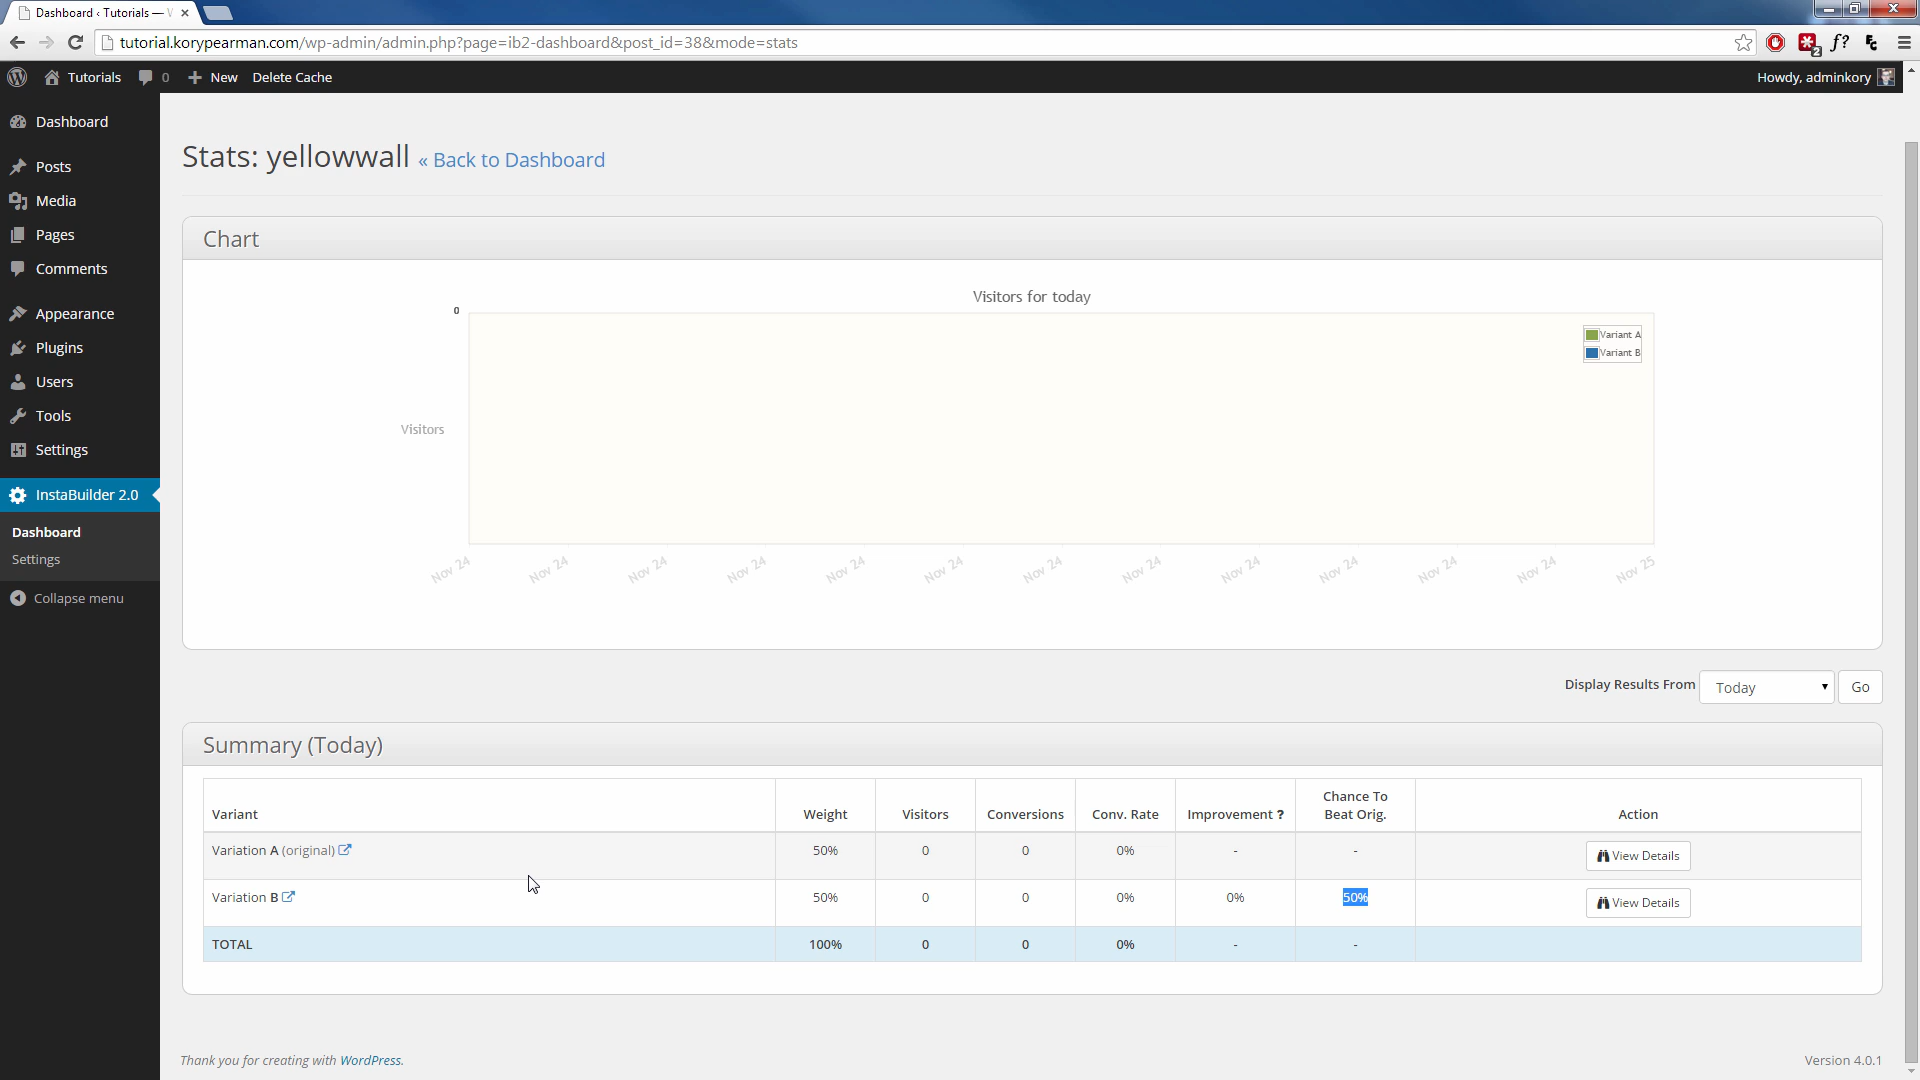 Dashboard ‹ Tutorials — W
tutorial.korypearman.com/wp-admin/admin.php?page=ib2-dashboard&post_id=38&mode=stats
2
f?
Tutorials
0
New
Delete Cache
Howdy, adminkory
Dashboard
Posts
Media
Pages
Comments
Appearance
Plugins
Users
Tools
Settings
InstaBuilder 2.0
Dashboard
Settings
Collapse menu
Stats: yellowwall « Back to Dashboard
Chart
Visitors for today
0
Variant A
Variant B
Visitors
Nov 24 Nov 24 Nov 24 Nov 24 Nov 24 Nov 24 Nov 24 Nov 24 Nov 24 Nov 24 Nov 24 Nov 24 Nov 25
Display Results From Today Go
Summary (Today)
Variant Weight Visitors Conversions Conv. Rate Improvement ? Chance To Beat Orig. Action
Variation A (original) 50% 0 0 0% - - View Details
Variation B 50% 0 0 0% 0% 50% View Details
TOTAL 100% 0 0 0% - -
Thank you for creating with WordPress.
Version 4.0.1